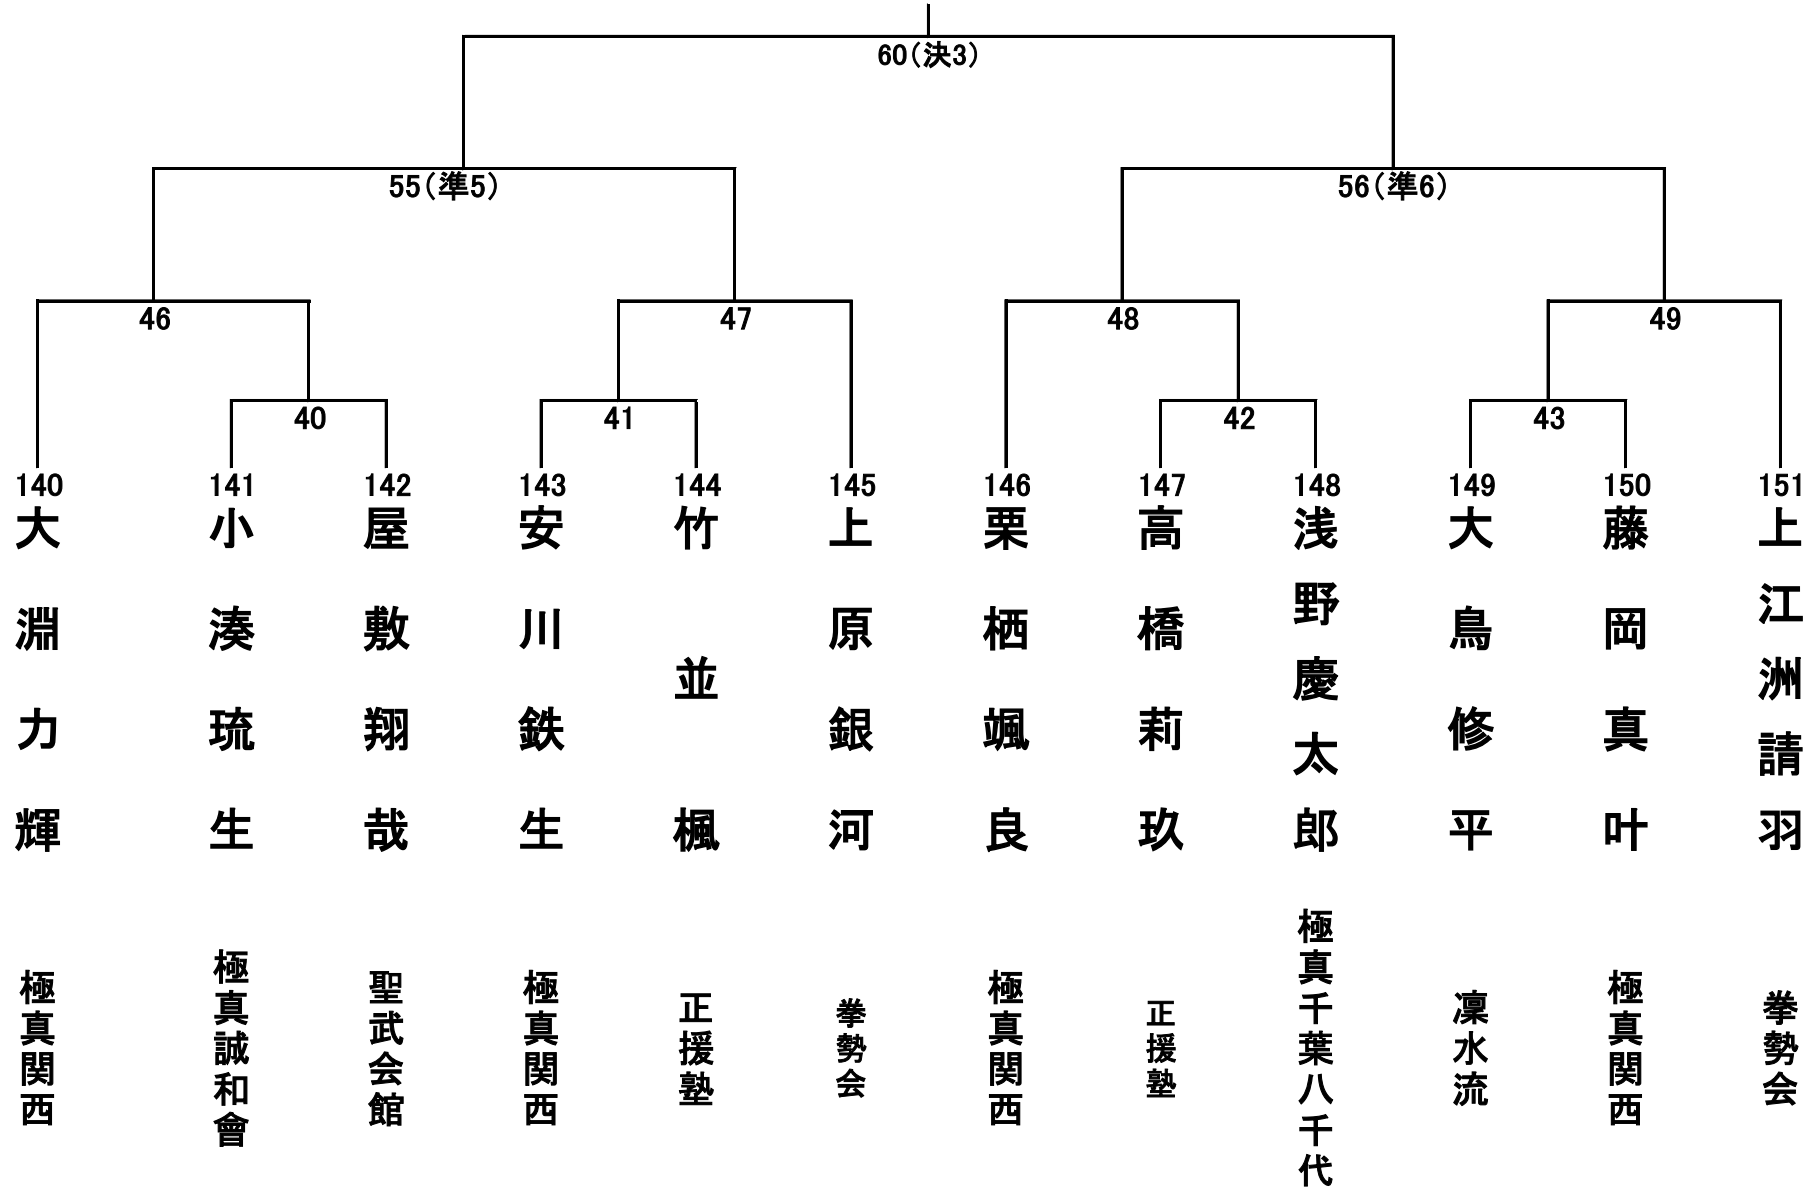 60(決3)
55(準5)
56(準6)
46
47
48
49
40
41
42
43
140
141
142
143
144
145
146
147
148
149
150
151
大淵力輝
小湊琉生
屋敷翔哉
安川鉄生
竹並楓
上原銀河
栗栖颯良
高橋莉玖
浅野慶太郎
大鳥修平
藤岡真叶
上江洲請羽
極真関西
極真誠和會
聖武会館
極真関西
正援塾
拳勢会
極真関西
正援塾
極真千葉八千代
凜水流
極真関西
拳勢会